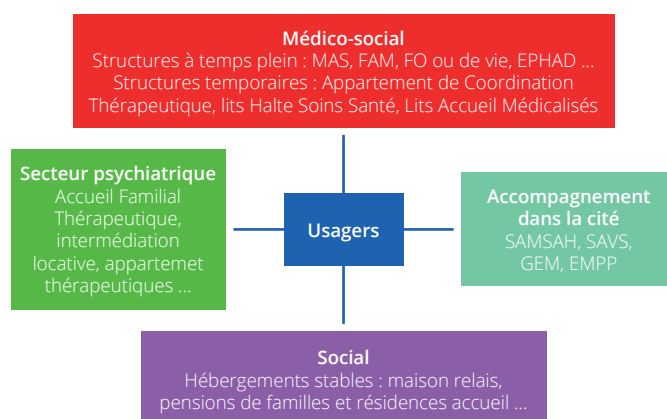 Médico-social
Structures à temps plein : MAS, FAM, FO ou de vie, EPHAD ...
Structures temporaires : Appartement de Coordination
Thérapeutique, lits Halte Soins Santé, Lits Accueil Médicalisés
Secteur psychiatrique
Accueil Familial
Thérapeutique,
intermédiation
locative, appartemet
thérapeutiques ...
Usagers
Accompagnement
dans la cité
SAMSAH, SAVS,
GEM, EMPP
Social
Hébergements stables : maison relais,
pensions de familles et résidences accueil ...